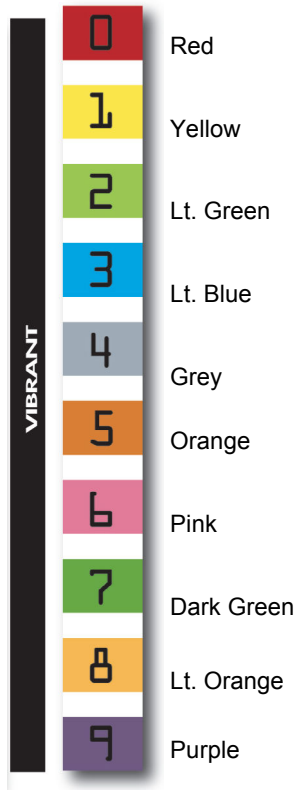 VIBRANT
0 Red
1 Yellow
2 Lt. Green
3 Lt. Blue
4 Grey
5 Orange
6 Pink
7 Dark Green
8 Lt. Orange
9 Purple